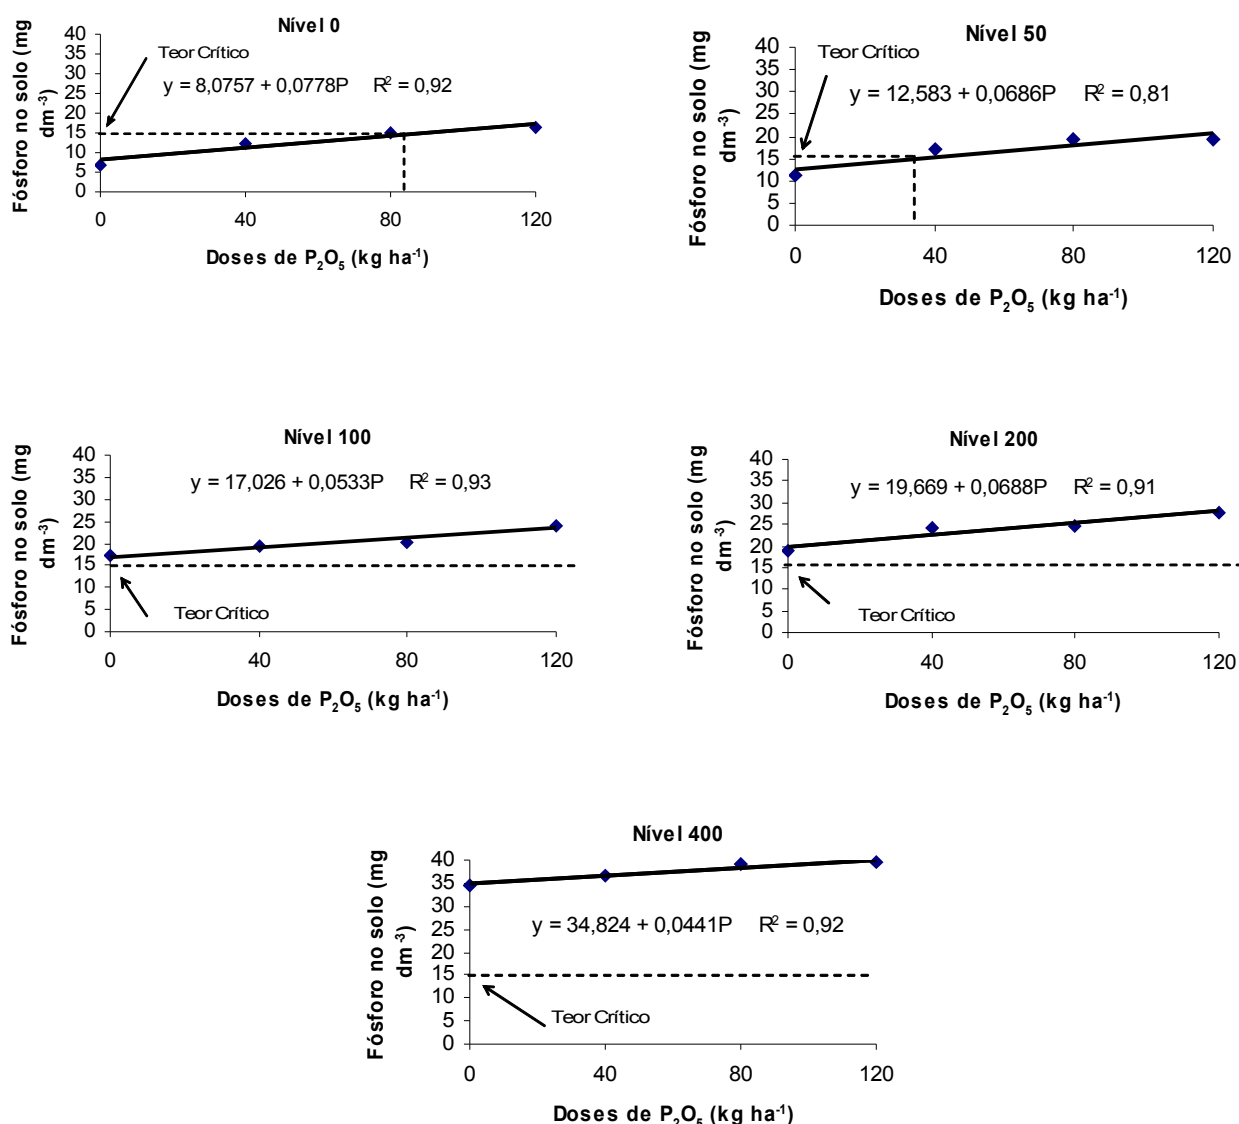 Nível 0
Fósforo no solo (mg
dm⁻³)
40
35
30
25
20
15
10
5
0
Teor Crítico
y = 8,0757 + 0,0778P R² = 0,92
0 40 80 120
Doses de P₂O₅ (kg ha⁻¹)
Nível 50
Fósforo no solo (mg
dm⁻³)
40
35
30
25
20
15
10
5
0
Teor Crítico
y = 12,583 + 0,0686P R² = 0,81
0 40 80 120
Doses de P₂O₅ (kg ha⁻¹)
Nível 100
Fósforo no solo (mg
dm⁻³)
40
35
30
25
20
15
10
5
0
y = 17,026 + 0,0533P R² = 0,93
Teor Crítico
0 40 80 120
Doses de P₂O₅ (kg ha⁻¹)
Nível 200
Fósforo no solo (mg
dm⁻³)
40
35
30
25
20
15
10
5
0
y = 19,669 + 0,0688P R² = 0,91
Teor Crítico
0 40 80 120
Doses de P₂O₅ (kg ha⁻¹)
Nível 400
Fósforo no solo (mg
dm⁻³)
40
35
30
25
20
15
10
5
0
y = 34,824 + 0,0441P R² = 0,92
Teor Crítico
0 40 80 120
Doses de P₂O₅ (kg ha⁻¹)